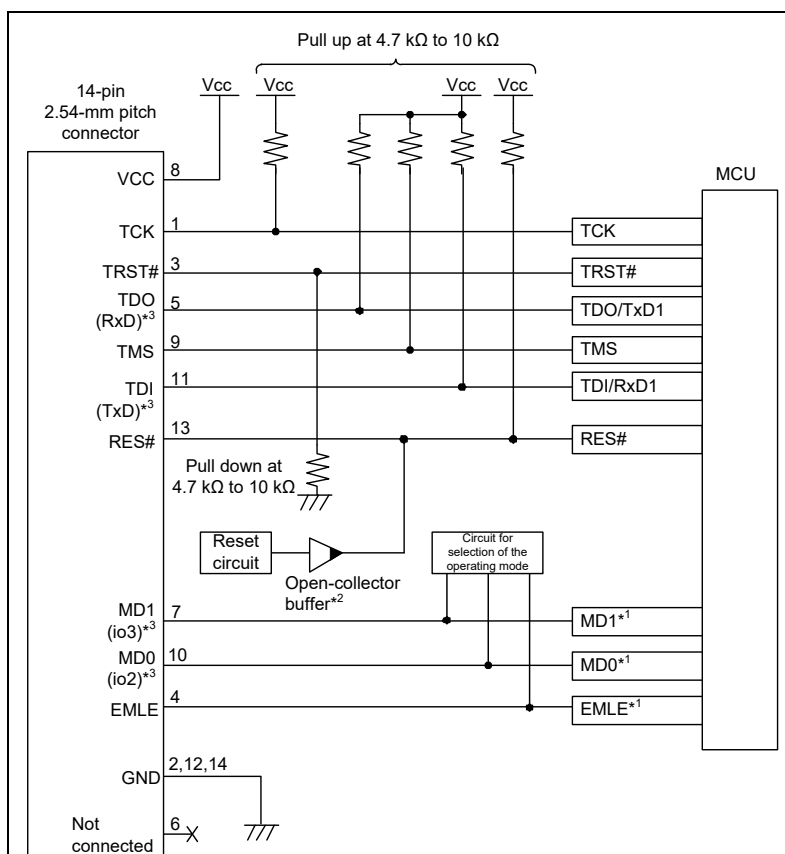 Pull up at 4.7 kΩ to 10 kΩ
14-pin
2.54-mm pitch
connector
Vcc
Vcc
Vcc
Vcc
MCU
VCC
8
TCK
1
TCK
TRST#
3
TRST#
TDO
(RxD)*3
5
TDO/TxD1
TMS
9
TMS
TDI
(TxD)*3
11
TDI/RxD1
RES#
13
RES#
Pull down at
4.7 kΩ to 10 kΩ
Reset
circuit
Open-collector
buffer*2
Circuit for
selection of the
operating mode
MD1
(io3)*3
7
MD1*1
MD0
(io2)*3
10
MD0*1
EMLE
4
EMLE*1
GND
2,12,14
Not
connected
6